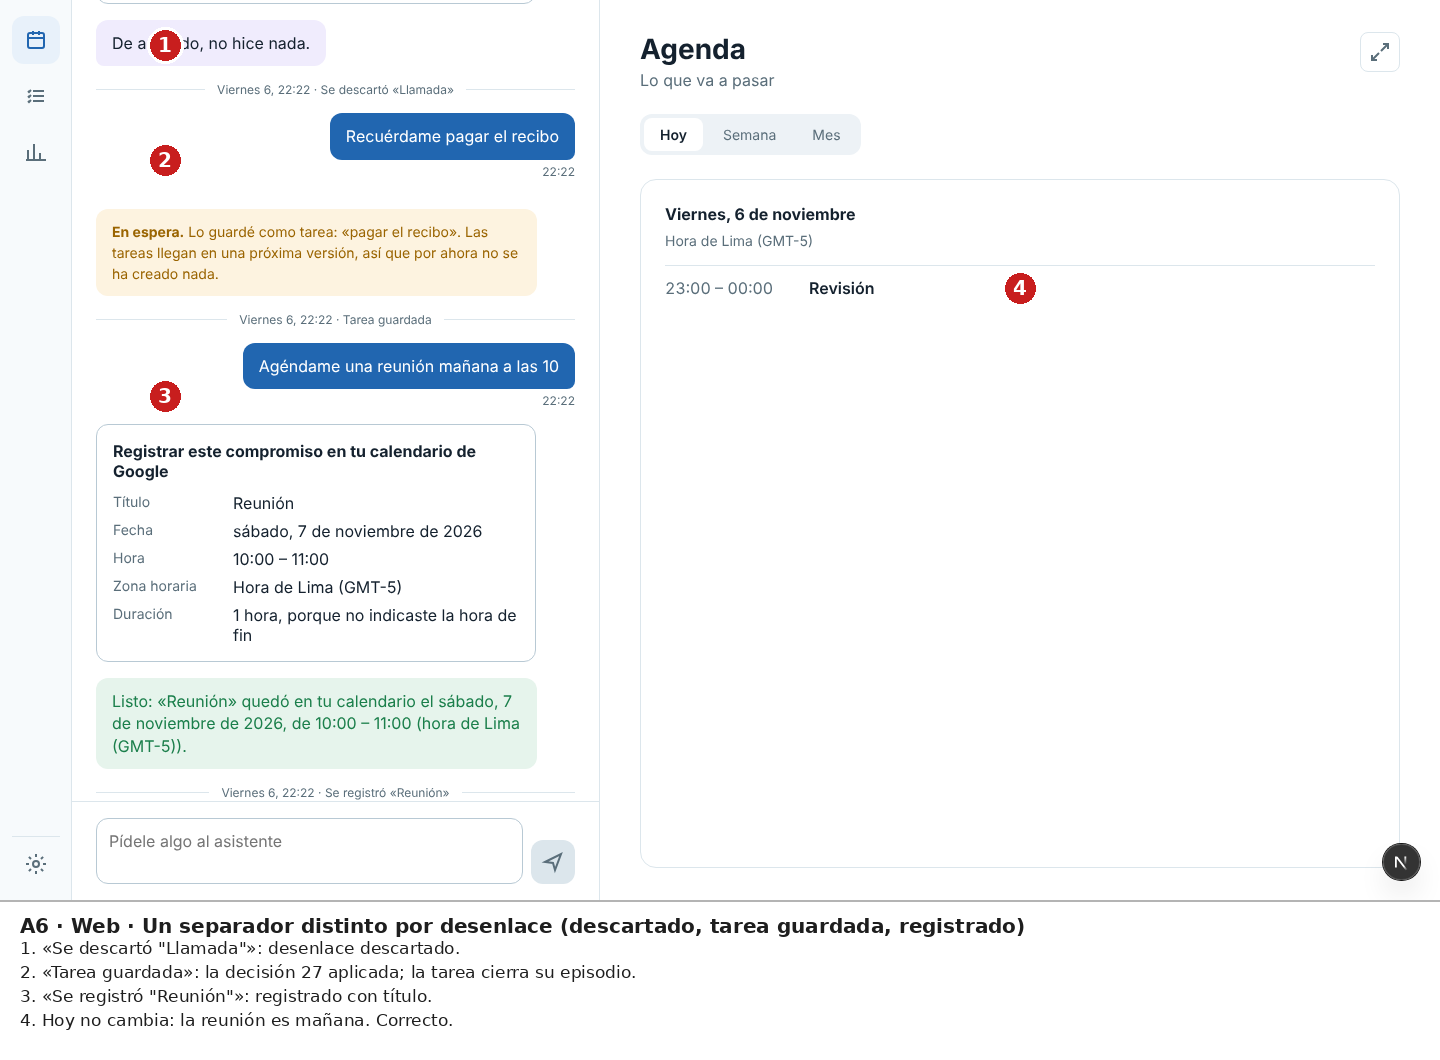 De a do, no hice nada.
1
Viernes 6, 22:22 · Se descartó «Llamada»
Recuérdame pagar el recibo
2
22:22
En espera. Lo guardé como tarea: «pagar el recibo». Las
tareas llegan en una próxima versión, así que por ahora no se
ha creado nada.
Viernes 6, 22:22 · Tarea guardada
Agéndame una reunión mañana a las 10
3
22:22
Registrar este compromiso en tu calendario de
Google
Título Reunión
Fecha sábado, 7 de noviembre de 2026
Hora 10:00 – 11:00
Zona horaria Hora de Lima (GMT-5)
Duración 1 hora, porque no indicaste la hora de
fin
Listo: «Reunión» quedó en tu calendario el sábado, 7
de noviembre de 2026, de 10:00 – 11:00 (hora de Lima
(GMT-5)).
Viernes 6, 22:22 · Se registró «Reunión»
Pídele algo al asistente
Agenda
Lo que va a pasar
Hoy Semana Mes
Viernes, 6 de noviembre
Hora de Lima (GMT-5)
23:00 – 00:00 Revisión
4
N
A6 · Web · Un separador distinto por desenlace (descartado, tarea guardada, registrado)
1. «Se descartó "Llamada"»: desenlace descartado.
2. «Tarea guardada»: la decisión 27 aplicada; la tarea cierra su episodio.
3. «Se registró "Reunión"»: registrado con título.
4. Hoy no cambia: la reunión es mañana. Correcto.